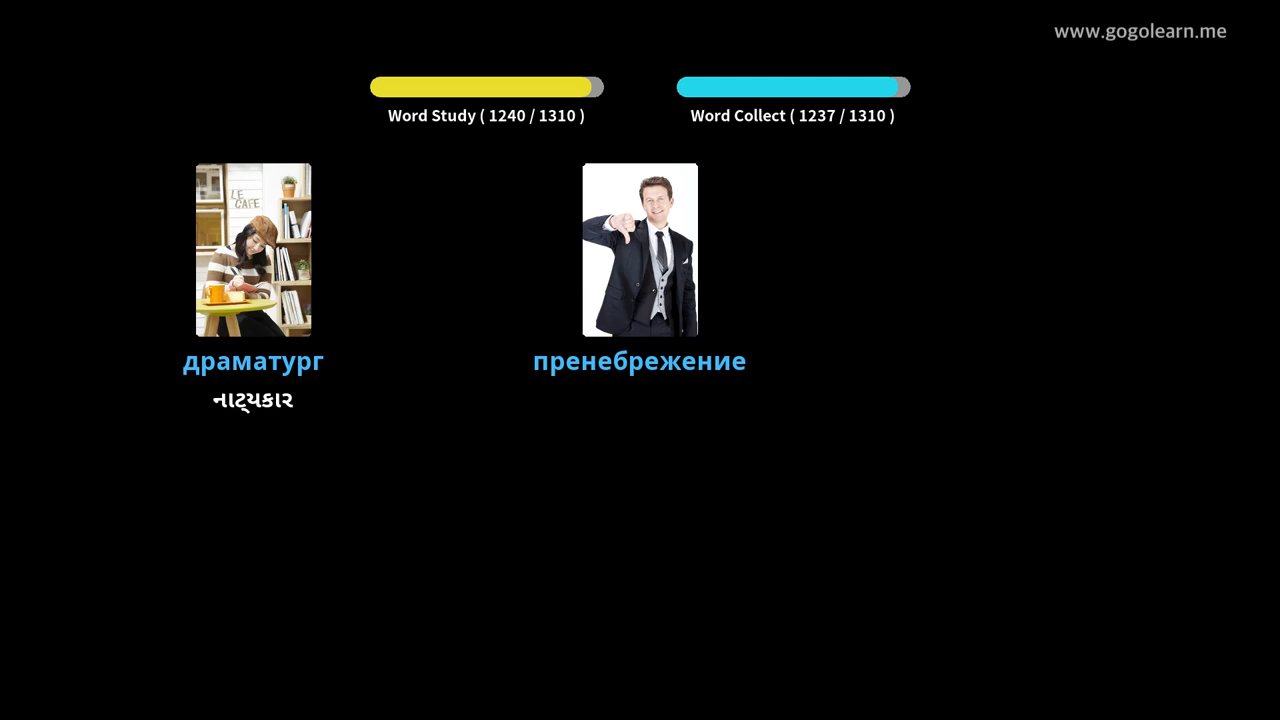 www.gogolearn.me
Word Study ( 1240 / 1310 )
Word Collect ( 1237 / 1310 )
LE
CAFE
драматург
пренебрежение
નાટ્યકાર